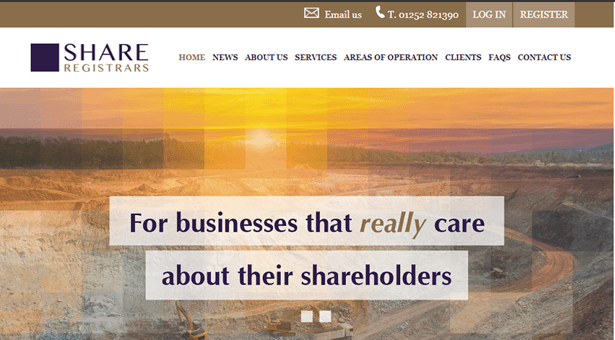 Email us T. 01252 821390 LOG IN REGISTER
SHARE
REGISTRARS
HOME NEWS ABOUT US SERVICES AREAS OF OPERATION CLIENTS FAQS CONTACT US
For businesses that really care
about their shareholders